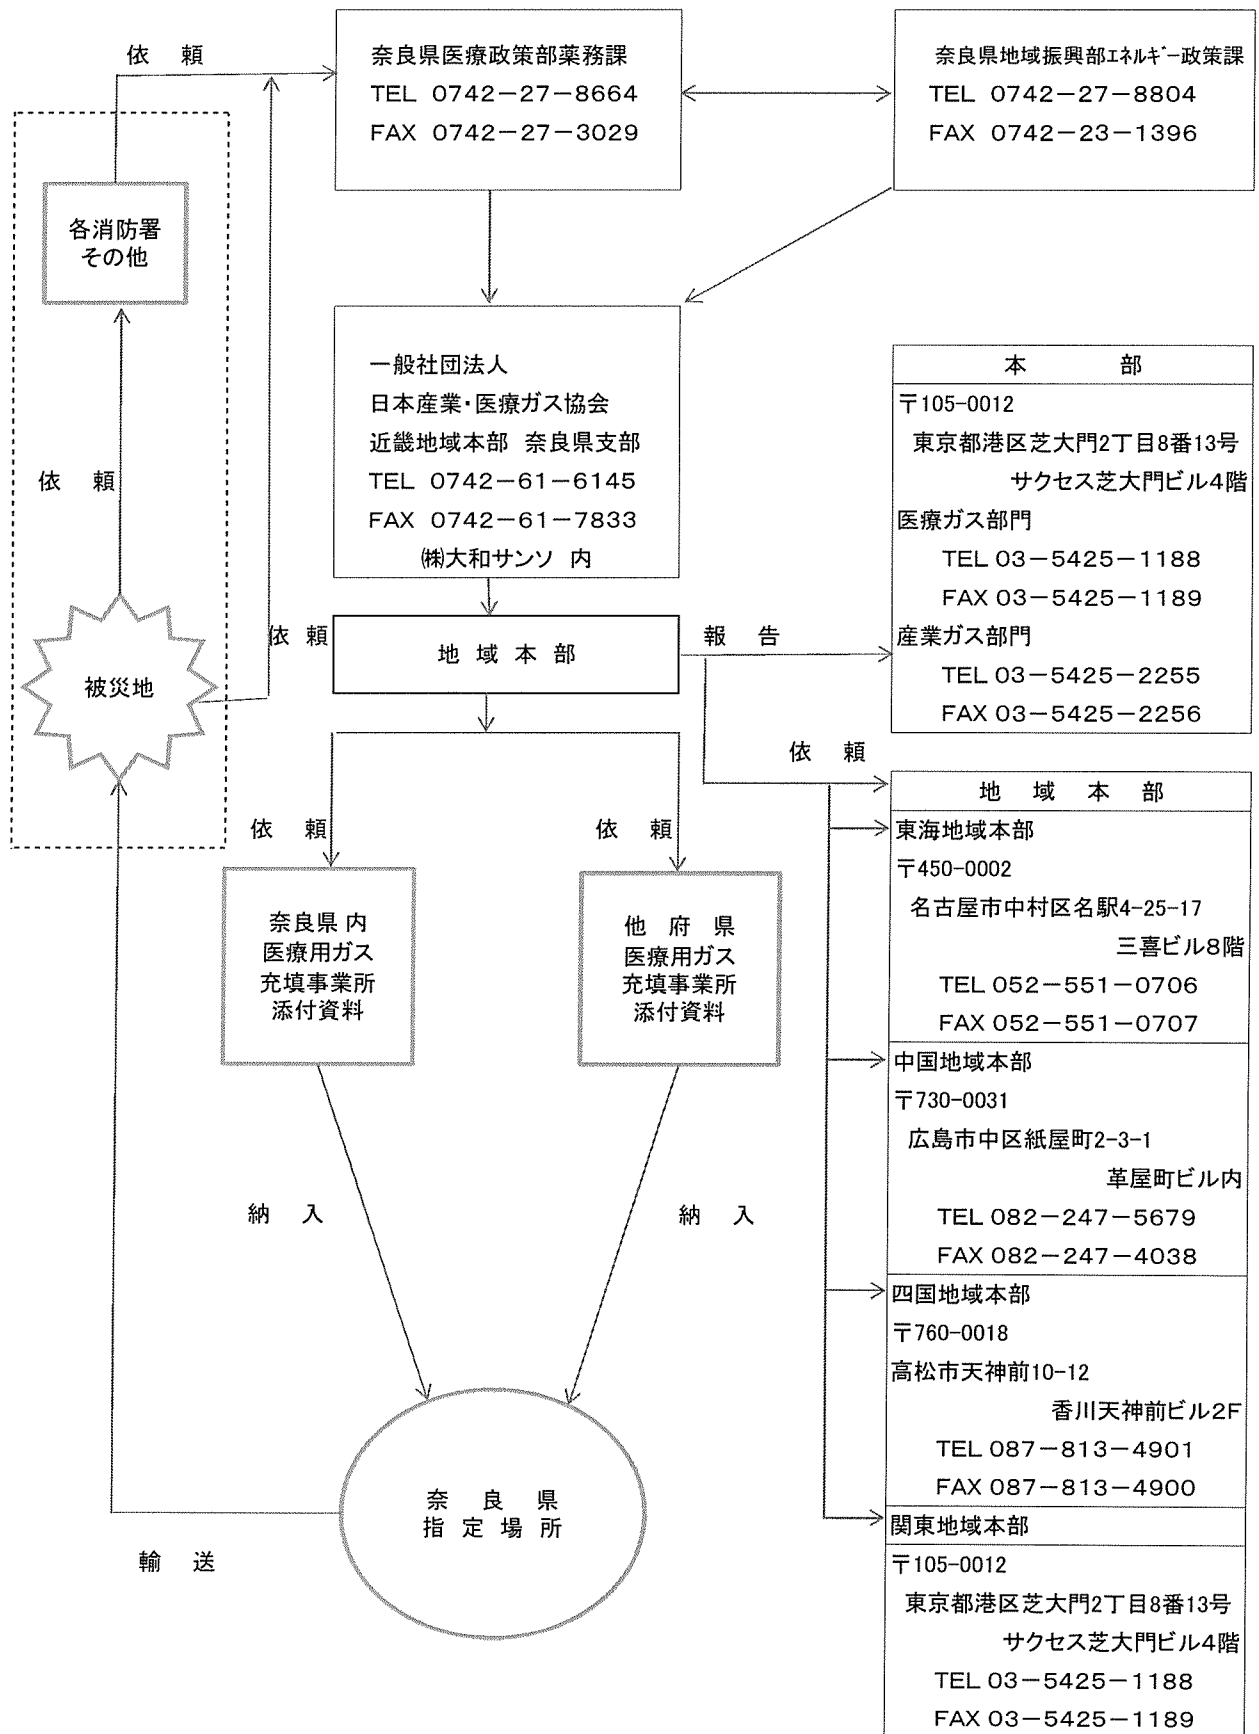 依 頼
奈良県医療政策部薬務課
TEL 0742-27-8664
FAX 0742-27-3029
奈良県地域振興部エネルギー政策課
TEL 0742-27-8804
FAX 0742-23-1396
各消防署
その他
一般社団法人
日本産業・医療ガス協会
近畿地域本部 奈良県支部
TEL 0742-61-6145
FAX 0742-61-7833
㈱大和サンソ 内
依 頼
被災地
依 頼
地 域 本 部
報 告
本 部
〒105-0012
東京都港区芝大門2丁目8番13号
サクセス芝大門ビル4階
医療ガス部門
TEL 03-5425-1188
FAX 03-5425-1189
産業ガス部門
TEL 03-5425-2255
FAX 03-5425-2256
依 頼
依 頼
依 頼
奈良県 内
医療用ガス
充填事業所
添付資料
他 府 県
医療用ガス
充填事業所
添付資料
納 入
納 入
奈 良 県
指 定 場 所
輸 送
地 域 本 部
東海地域本部
〒450-0002
名古屋市中村区名駅4-25-17
三喜ビル8階
TEL 052-551-0706
FAX 052-551-0707
中国地域本部
〒730-0031
広島市中区紙屋町2-3-1
革屋町ビル内
TEL 082-247-5679
FAX 082-247-4038
四国地域本部
〒760-0018
高松市天神前10-12
香川天神前ビル2F
TEL 087-813-4901
FAX 087-813-4900
関東地域本部
〒105-0012
東京都港区芝大門2丁目8番13号
サクセス芝大門ビル4階
TEL 03-5425-1188
FAX 03-5425-1189